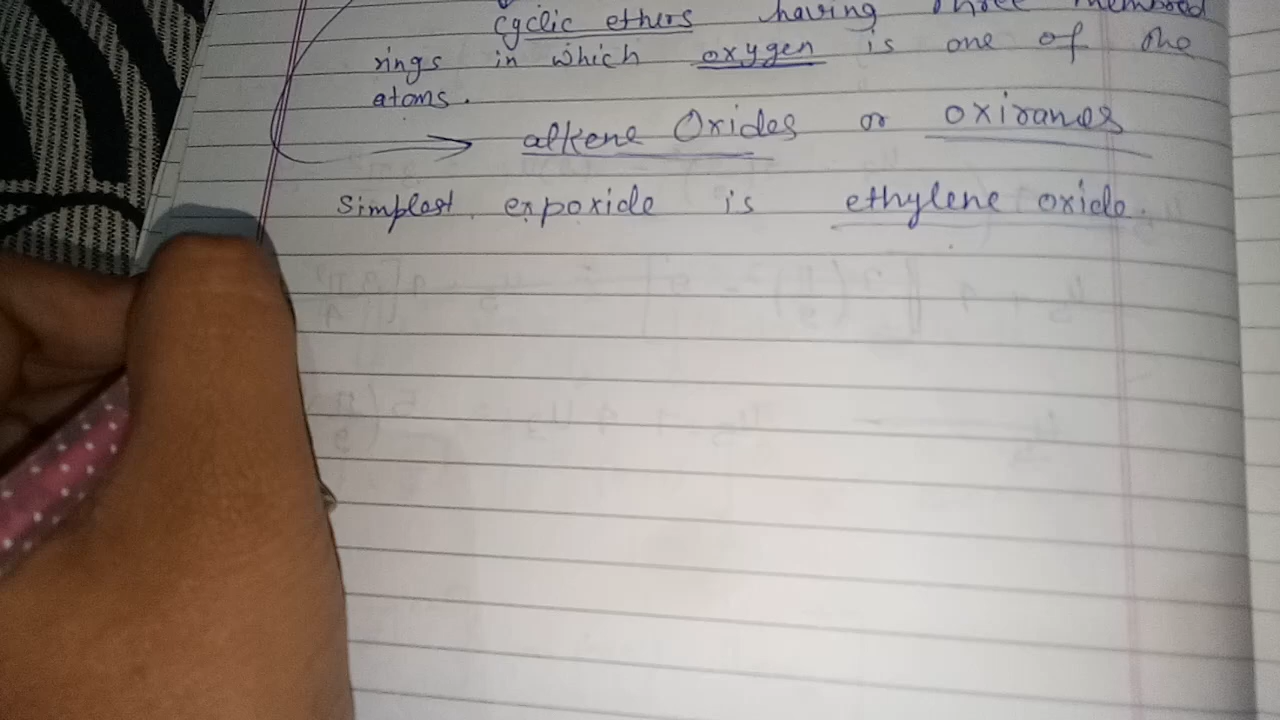 cyclic ethers having three membered
rings in which oxygen is one of the
atoms.
alkene Oxides or oxiranes
Simplest expoxide is ethylene oxide.